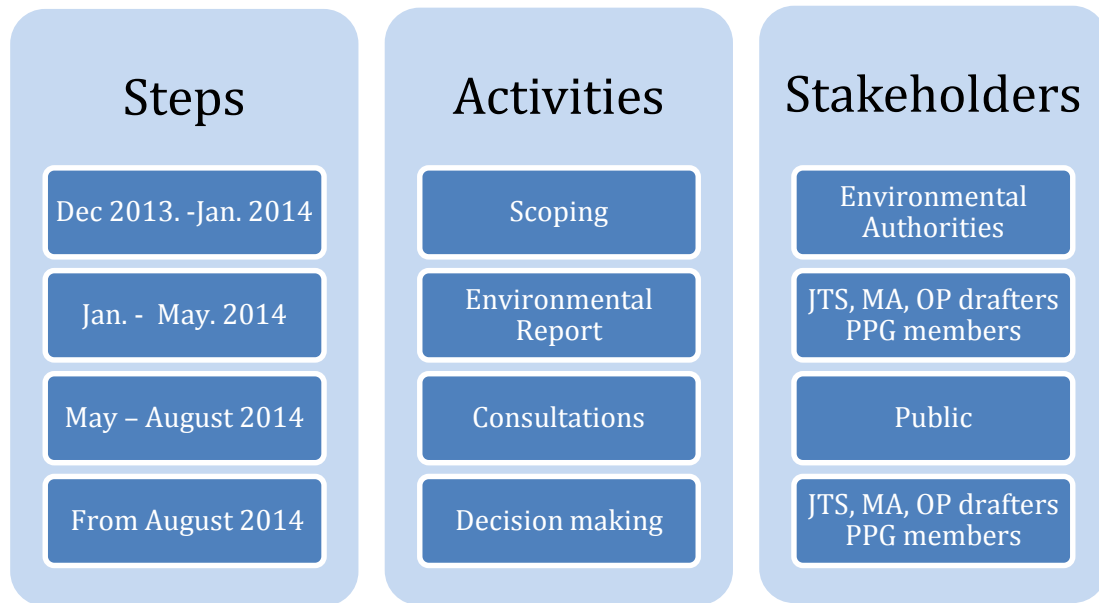 Steps
Dec 2013. -Jan. 2014
Jan. -  May. 2014
May – August 2014
From August 2014
Activities
Scoping
Environmental
Report
Consultations
Decision making
Stakeholders
Environmental
Authorities
JTS, MA, OP drafters
PPG members
Public
JTS, MA, OP drafters
PPG members